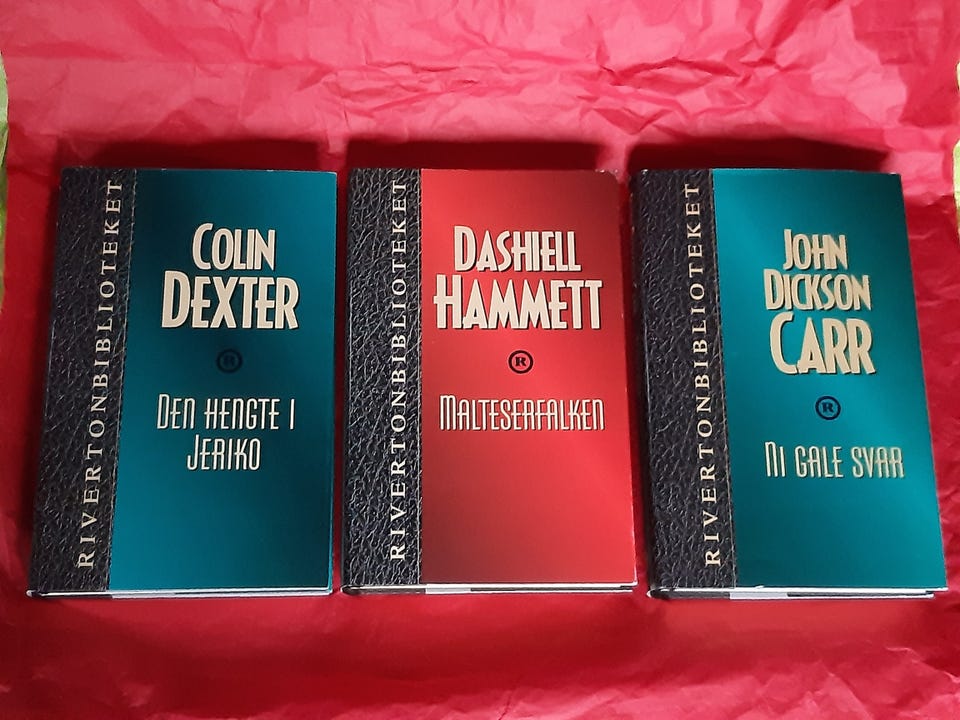 RIVERTONBIBLIOTEKET
COLIN
DEXTER
R
DEN HENGTE I
JERIKO
RIVERTONBIBLIOTEKET
DASHIELL
HAMMETT
R
MALTESERFALKEN
RIVERTONBIBLIOTEKET
JOHN
DICKSON
CARR
R
NI GALE SVAR